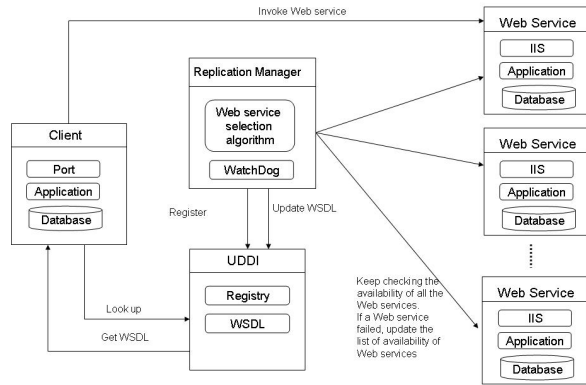 Invoke Web service
Web Service
IIS
Application
Database
Replication Manager
Web service
selection
algorithm
WatchDog
Client
Port
Application
Database
Web Service
IIS
Application
Database
Register
Update WSDL
UDDI
Registry
WSDL
Look up
Get WSDL
Keep checking the
availability of all the
Web services.
If a Web service
failed, update the
list of availability of
Web services
Web Service
IIS
Application
Database